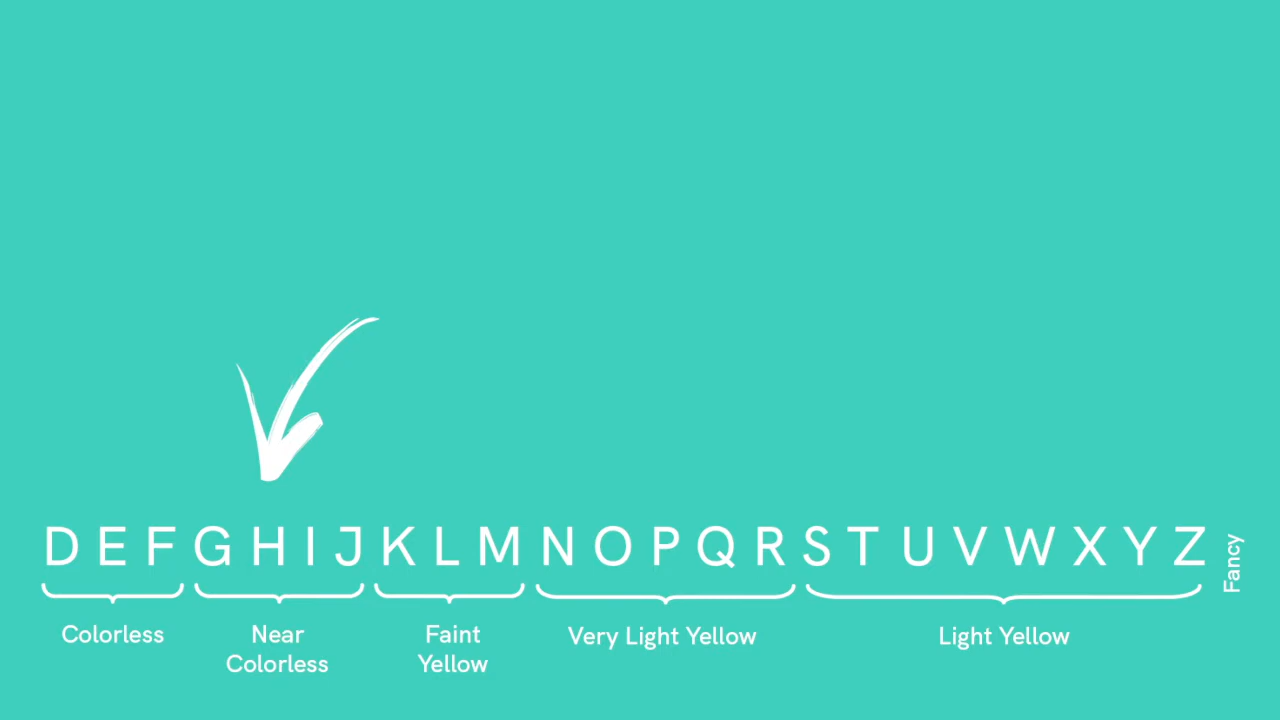 D E F G H I J K L M N O P Q R S T U V W X Y Z
Fancy
Colorless
Near
Colorless
Faint
Yellow
Very Light Yellow
Light Yellow